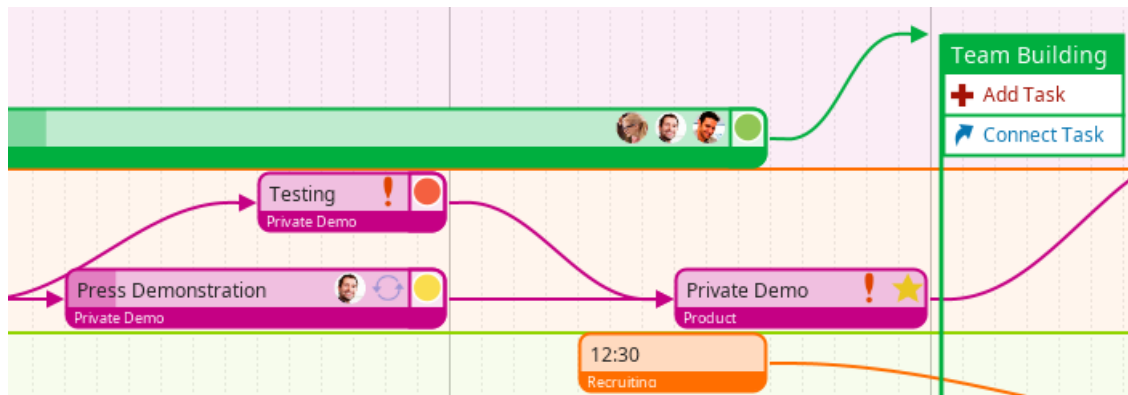 Team Building
Add Task
Connect Task
Testing
Private Demo
Press Demonstration
Private Demo
Private Demo
Product
12:30
Recruiting